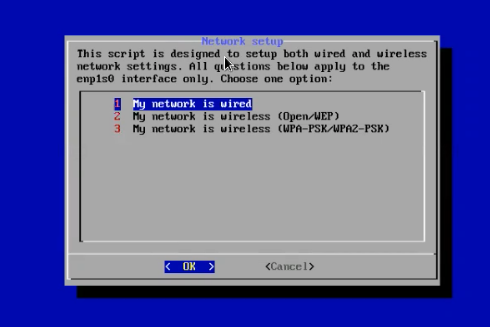 Network setup
This script is designed to setup both wired and wireless
network settings. All questions below apply to the
enp1s0 interface only. Choose one option:
1 My network is wired
2 My network is wireless (Open/WEP)
3 My network is wireless (WPA-PSK/WPA2-PSK)
< OK > <Cancel>